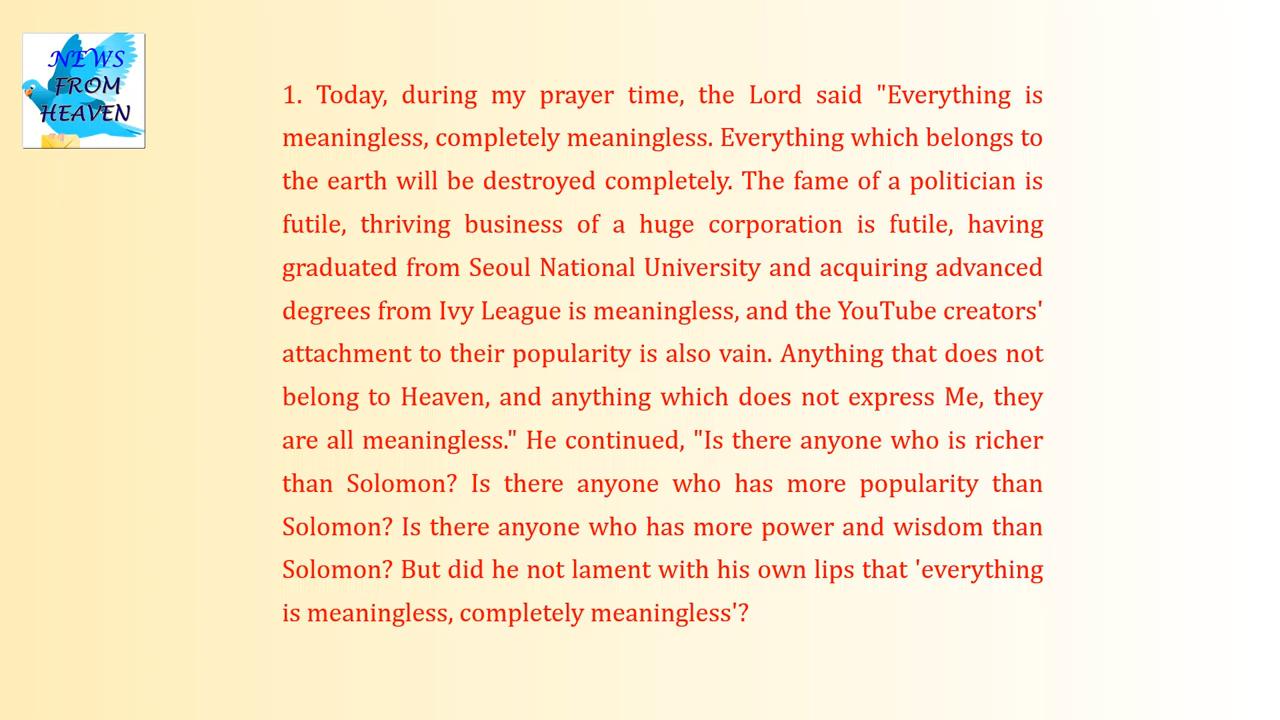 NEWS
FROM
HEAVEN
1. Today, during my prayer time, the Lord said "Everything is
meaningless, completely meaningless. Everything which belongs to
the earth will be destroyed completely. The fame of a politician is
futile, thriving business of a huge corporation is futile, having
graduated from Seoul National University and acquiring advanced
degrees from Ivy League is meaningless, and the YouTube creators'
attachment to their popularity is also vain. Anything that does not
belong to Heaven, and anything which does not express Me, they
are all meaningless." He continued, "Is there anyone who is richer
than Solomon? Is there anyone who has more popularity than
Solomon? Is there anyone who has more power and wisdom than
Solomon? But did he not lament with his own lips that 'everything
is meaningless, completely meaningless'?